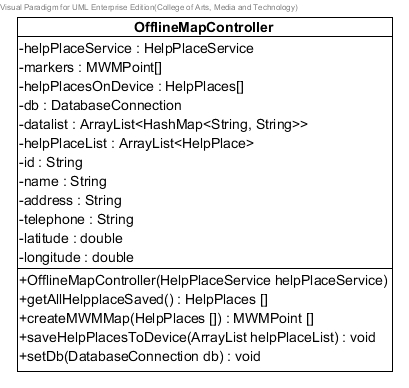 Visual Paradigm for UML Enterprise Edition(College of Arts, Media and Technology)
OfflineMapController
-helpPlaceService : HelpPlaceService
-markers : MWMPoint[]
-helpPlacesOnDevice : HelpPlaces[]
-db : DatabaseConnection
-datalist : ArrayList<HashMap<String, String>>
-helpPlaceList : ArrayList<HelpPlace>
-id : String
-name : String
-address : String
-telephone : String
-latitude : double
-longitude : double
+OfflineMapController(HelpPlaceService helpPlaceService)
+getAllHelpplaceSaved() : HelpPlaces []
+createMWMMap(HelpPlaces []) : MWMPoint []
+saveHelpPlacesToDevice(ArrayList helpPlaceList) : void
+setDb(DatabaseConnection db) : void